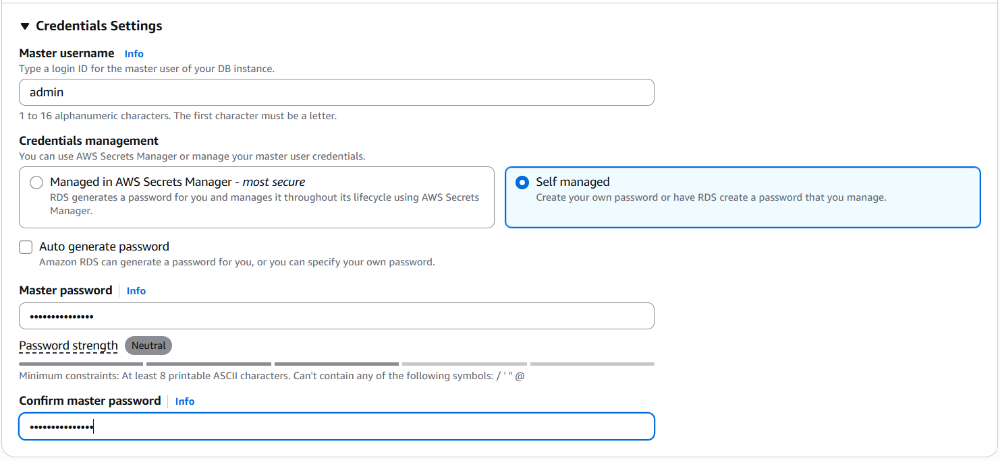 Credentials Settings
Master username Info
Type a login ID for the master user of your DB instance.
admin
1 to 16 alphanumeric characters. The first character must be a letter.
Credentials management
You can use AWS Secrets Manager or manage your master user credentials.
Managed in AWS Secrets Manager - most secure
RDS generates a password for you and manages it throughout its lifecycle using AWS Secrets
Manager.
Self managed
Create your own password or have RDS create a password that you manage.
Auto generate password
Amazon RDS can generate a password for you, or you can specify your own password.
Master password Info
•••••••••••••••
Password strength Neutral
Minimum constraints: At least 8 printable ASCII characters. Can't contain any of the following symbols: / ' " @
Confirm master password Info
•••••••••••••••